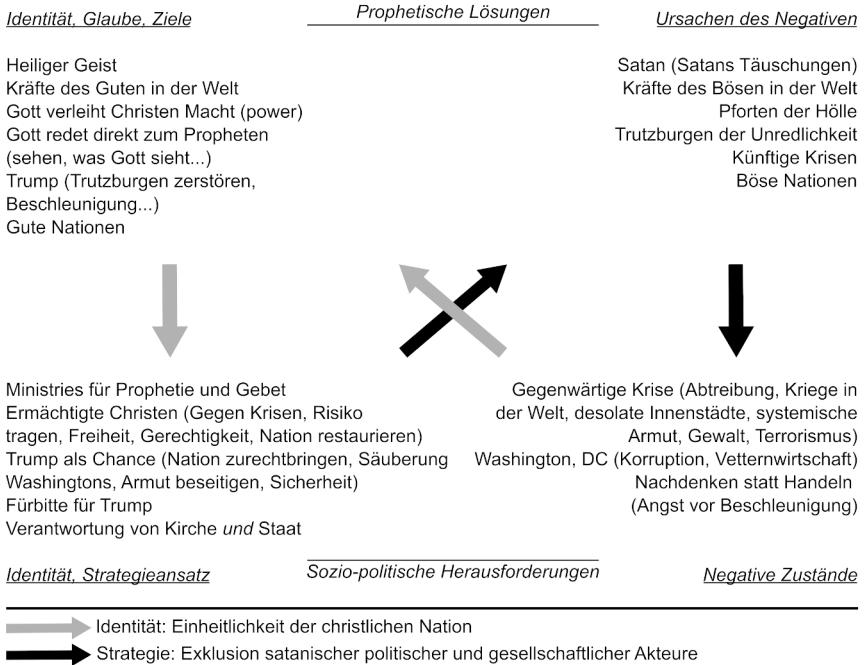 Identität, Glaube, Ziele
Prophetische Lösungen
Ursachen des Negativen
Heiliger Geist
Kräfte des Guten in der Welt
Gott verleiht Christen Macht (power)
Gott redet direkt zum Propheten
(sehen, was Gott sieht...)
Trump (Trutzburgen zerstören,
Beschleunigung...)
Gute Nationen
Satan (Satans Täuschungen)
Kräfte des Bösen in der Welt
Pforten der Hölle
Trutzburgen der Unredlichkeit
Künftige Krisen
Böse Nationen
Ministries für Prophetie und Gebet
Ermächtigte Christen (Gegen Krisen, Risiko
tragen, Freiheit, Gerechtigkeit, Nation restaurieren)
Trump als Chance (Nation zurechtbringen, Säuberung
Washingtons, Armut beseitigen, Sicherheit)
Fürbitte für Trump
Verantwortung von Kirche und Staat
Gegenwärtige Krise (Abtreibung, Kriege in
der Welt, desolate Innenstädte, systemische
Armut, Gewalt, Terrorismus)
Washington, DC (Korruption, Vetternwirtschaft)
Nachdenken statt Handeln
(Angst vor Beschleunigung)
Identität, Strategieansatz
Sozio-politische Herausforderungen
Negative Zustände
Identität: Einheitlichkeit der christlichen Nation
Strategie: Exklusion satanischer politischer und gesellschaftlicher Akteure